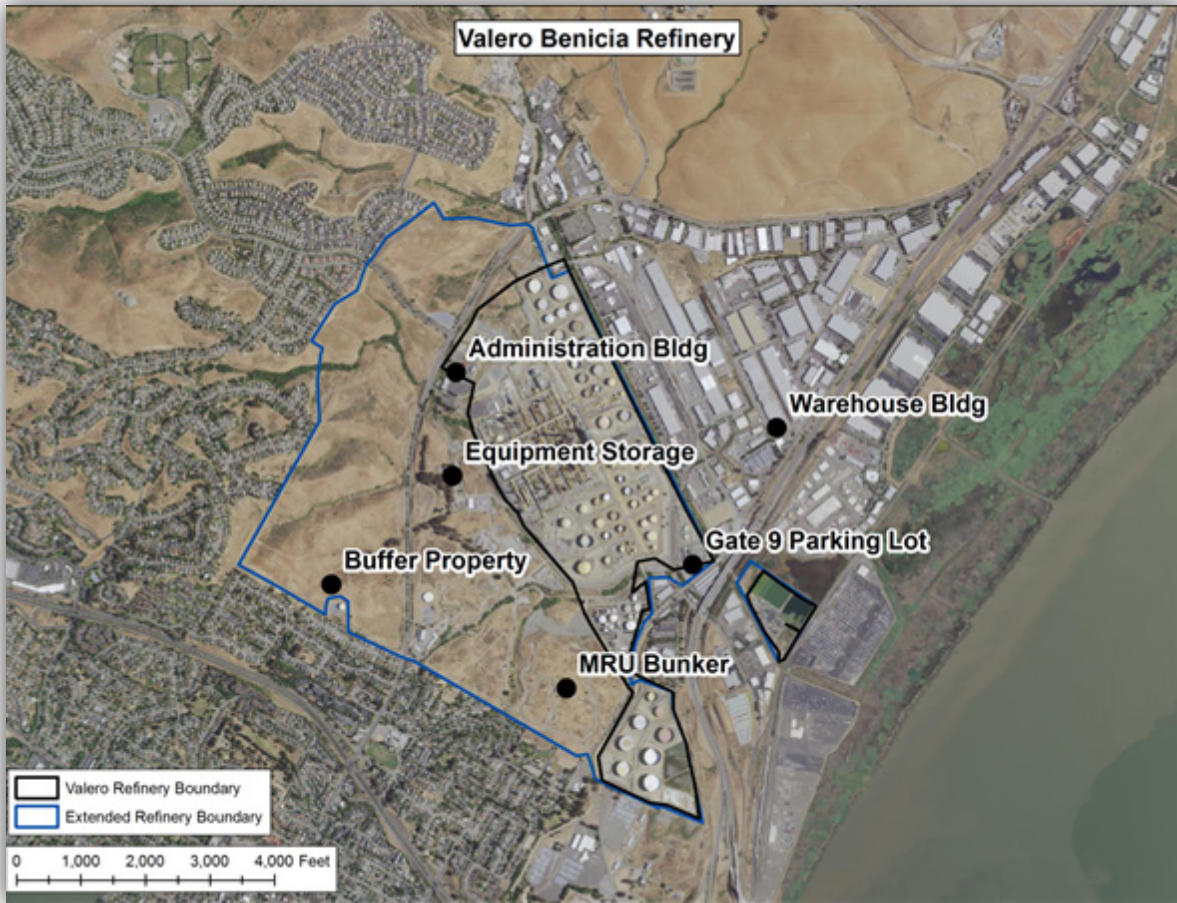 Valero Benicia Refinery
Administration Bldg
Warehouse Bldg
Equipment Storage
Gate 9 Parking Lot
Buffer Property
MRU Bunker
Valero Refinery Boundary
Extended Refinery Boundary
0 1,000 2,000 3,000 4,000 Feet